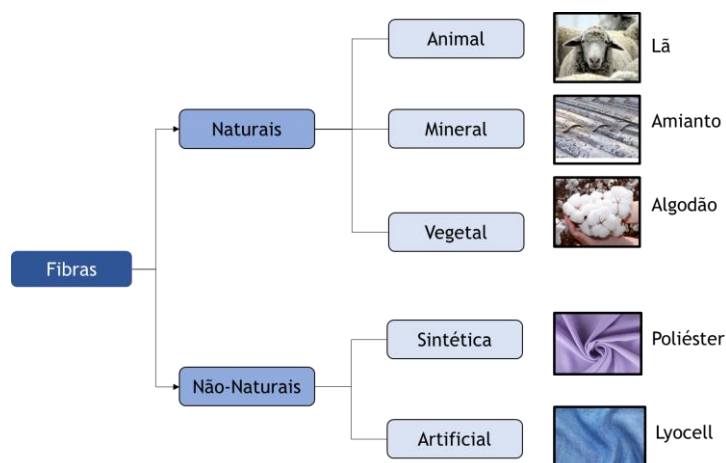 Animal
Lã
Naturais
Mineral
Amianto
Vegetal
Algodão
Fibras
Sintética
Poliéster
Não-Naturais
Artificial
Lyocell